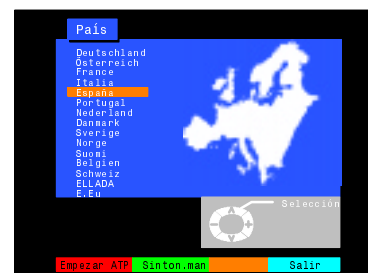 País
Deutschland
Österreich
France
Italia
España
Portugal
Nederland
Danmark
Sverige
Norge
Suomi
Belgien
Schweiz
ELLADA
E.Eu
Selección
Empezar ATP Sinton.man Salir